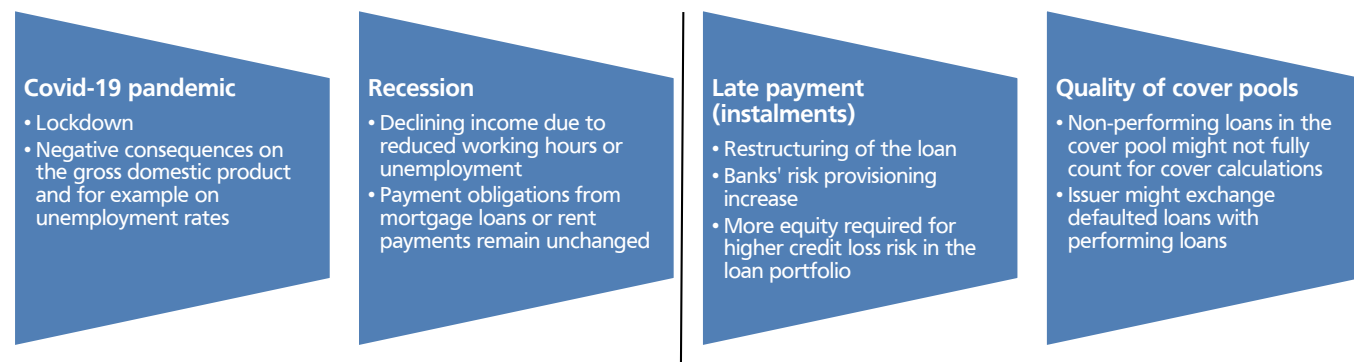 Covid-19 pandemic
• Lockdown
• Negative consequences on
the gross domestic product
and for example on
unemployment rates
Recession
• Declining income due to
reduced working hours or
unemployment
• Payment obligations from
mortgage loans or rent
payments remain unchanged
Late payment
(instalments)
• Restructuring of the loan
• Banks' risk provisioning
increase
• More equity required for
higher credit loss risk in the
loan portfolio
Quality of cover pools
• Non-performing loans in the
cover pool might not fully
count for cover calculations
• Issuer might exchange
defaulted loans with
performing loans